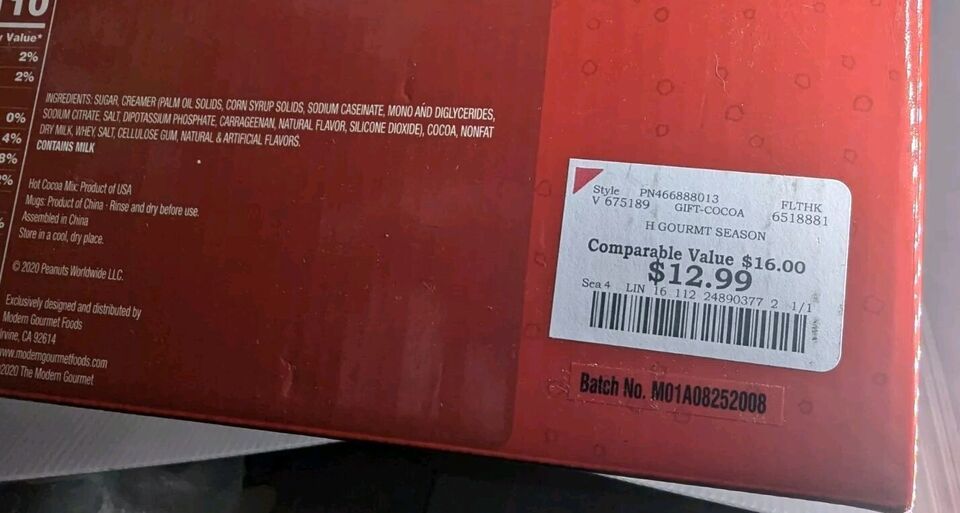 110
Value*
2%
2%
0%
4%
8%
%
INGREDIENTS: SUGAR, CREAMER (PALM OIL SOLIDS, CORN SYRUP SOLIDS, SODIUM CASEINATE, MONO AND DIGLYCERIDES,
SODIUM CITRATE, SALT, DIPOTASSIUM PHOSPHATE, CARRAGEENAN, NATURAL FLAVOR, SILICONE DIOXIDE), COCOA, NONFAT
DRY MILK, WHEY, SALT, CELLULOSE GUM, NATURAL & ARTIFICIAL FLAVORS.
CONTAINS MILK
Hot Cocoa Mix: Product of USA
Mugs: Product of China - Rinse and dry before use.
Assembled in China
Store in a cool, dry place.
© 2020 Peanuts Worldwide LLC.
Exclusively designed and distributed by
Modern Gourmet Foods
Irvine, CA 92614
www.moderngourmetfoods.com
2020 The Modern Gourmet
Style PN466888013 FLTHK
V 675189 GIFT-COCOA 6518881
H GOURMT SEASON
Comparable Value $16.00
$12.99
Sea 4 LIN 16 112 24890377 2 1/1
Batch No. M01A08252008